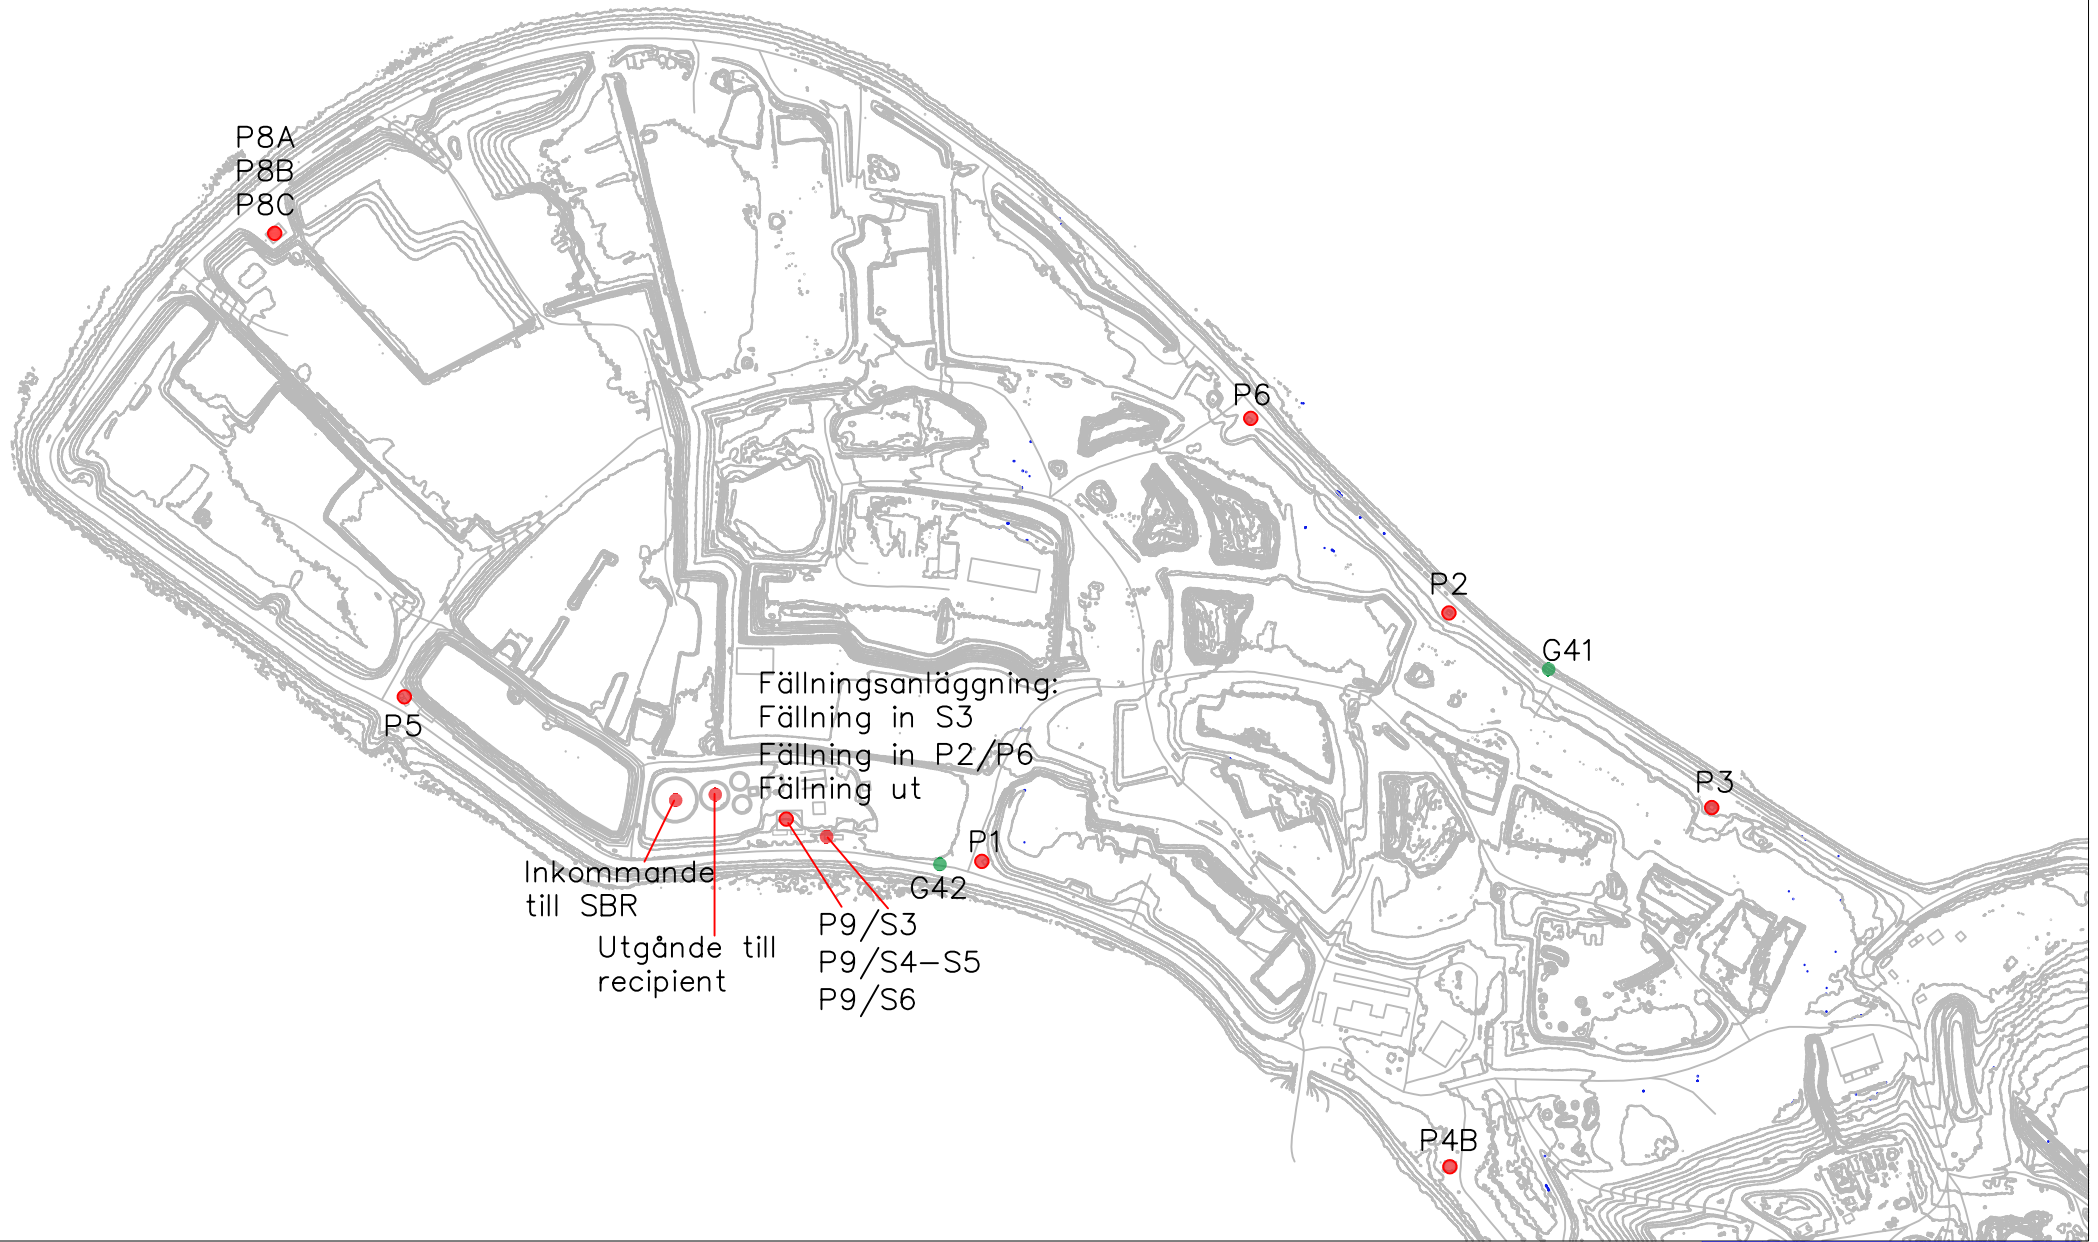 P8A
P8B
P8C
P6
P2
G41
Fällningsanläggning:
Fällning in S3
Fällning in P2/P6
Fällning ut
P5
P3
P1
Inkommande
till SBR
G42
P9/S3
P9/S4-S5
P9/S6
Utgånde till
recipient
P4B